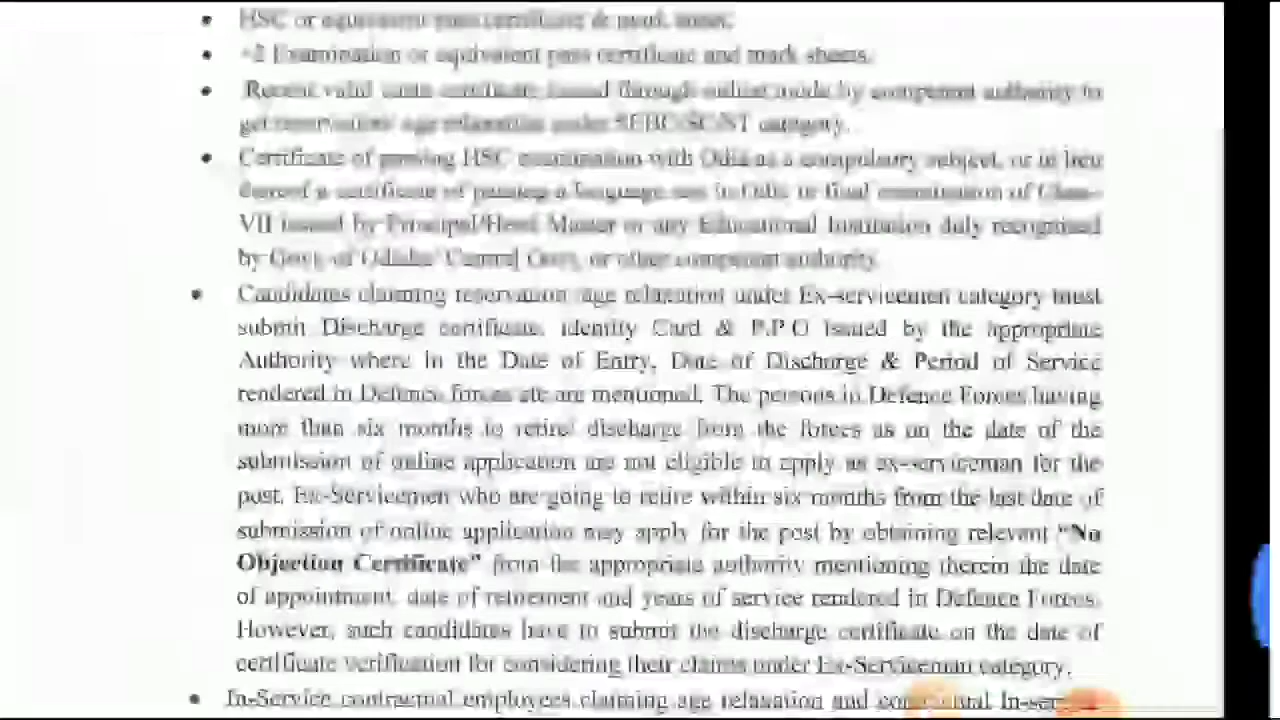 HSC or equivalent pass certificate & mark sheet.
+2 Examination or equivalent pass certificate and mark sheets.
Recent valid caste certificate issued through online mode by competent authority to
get reservation/ age relaxation under SEBC/SC/ST category.
Certificate of passing HSC examination with Odia as a compulsory subject, or in lieu
thereof a certificate of passing a language test in Odia in final examination of Class-
VII issued by Principal/Head Master or any Educational Institution duly recognised
by Govt. of Odisha/ Central Govt. or other competent authority.
Candidates claiming reservation age relaxation under Ex-servicemen category must
submit Discharge certificate, identity Card & P.P.O issued by the appropriate
Authority where in the Date of Entry, Date of Discharge & Period of Service
rendered in Defence forces etc are mentioned. The persons in Defence Forces having
more than six months to retire/ discharge from the forces as on the date of the
submission of online application are not eligible to apply as ex-serviceman for the
post. Ex-Servicemen who are going to retire within six months from the last date of
submission of online application may apply for the post by obtaining relevant "No
Objection Certificate" from the appropriate authority mentioning therein the date
of appointment, date of retirement and years of service rendered in Defence Forces.
However, such candidates have to submit the discharge certificate on the date of
certificate verification for considering their claims under Ex-Serviceman category.
In-Service contractual employees claiming age relaxation and